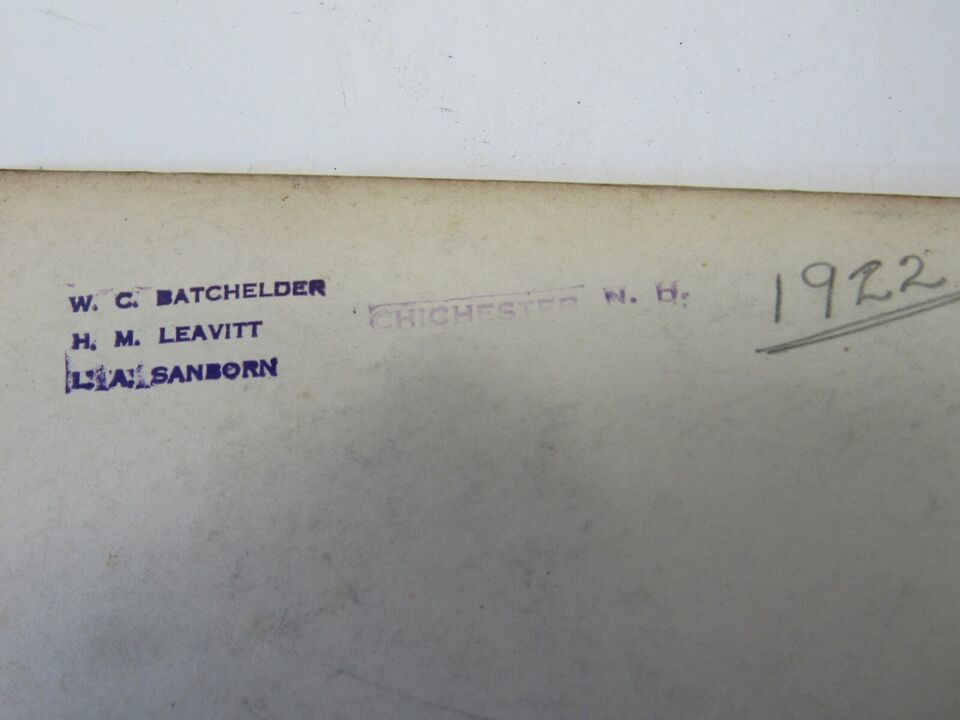 W. C. BATCHELDER
H. M. LEAVITT
L. A. SANBORN
CHICHESTER N. H.
1922